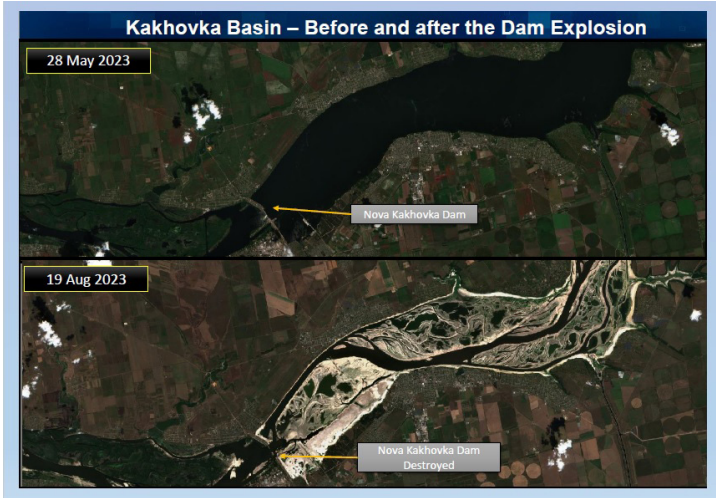 Kakhovka Basin – Before and after the Dam Explosion
28 May 2023
Nova Kakhovka Dam
19 Aug 2023
Nova Kakhovka Dam
Destroyed